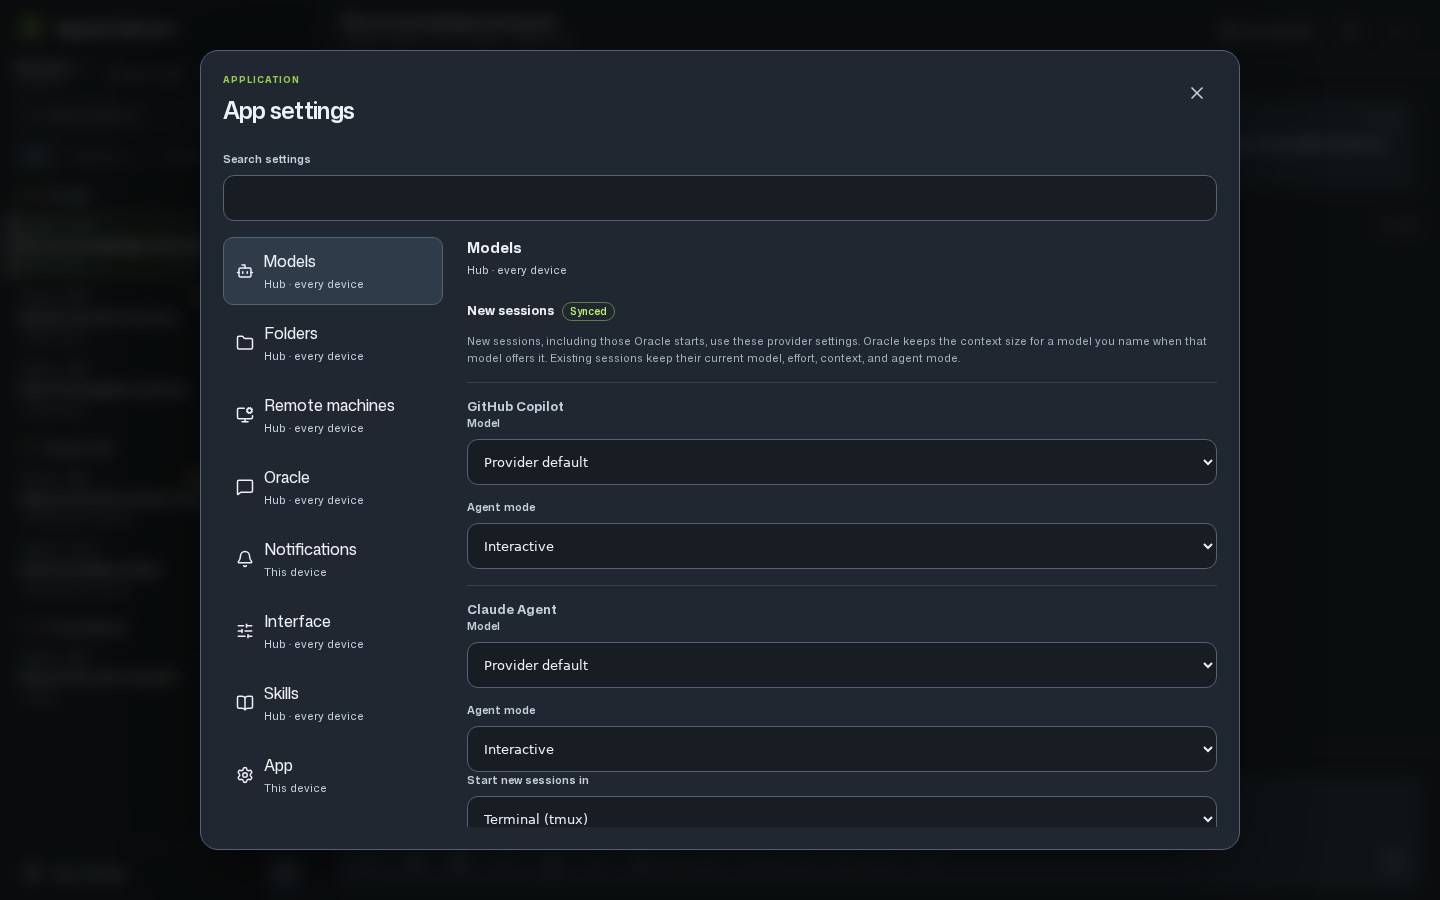 APPLICATION
App settings
Search settings
Models
Hub · every device
Folders
Hub · every device
Remote machines
Hub · every device
Oracle
Hub · every device
Notifications
This device
Interface
Hub · every device
Skills
Hub · every device
App
This device
Models
Hub · every device
New sessions Synced
New sessions, including those Oracle starts, use these provider settings. Oracle keeps the context size for a model you name when that
model offers it. Existing sessions keep their current model, effort, context, and agent mode.
GitHub Copilot
Model
Provider default
Agent mode
Interactive
Claude Agent
Model
Provider default
Agent mode
Interactive
Start new sessions in
Terminal (tmux)